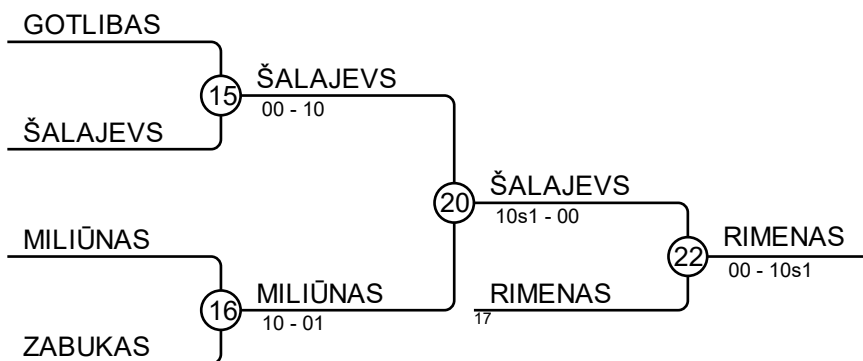 GOTLIBAS
15
ŠALAJEVS
00 - 10
ŠALAJEVS
20
ŠALAJEVS
10s1 - 00
MILIŪNAS
22
RIMENAS
00 - 10s1
16
MILIŪNAS
10 - 01
RIMENAS
17
ZABUKAS